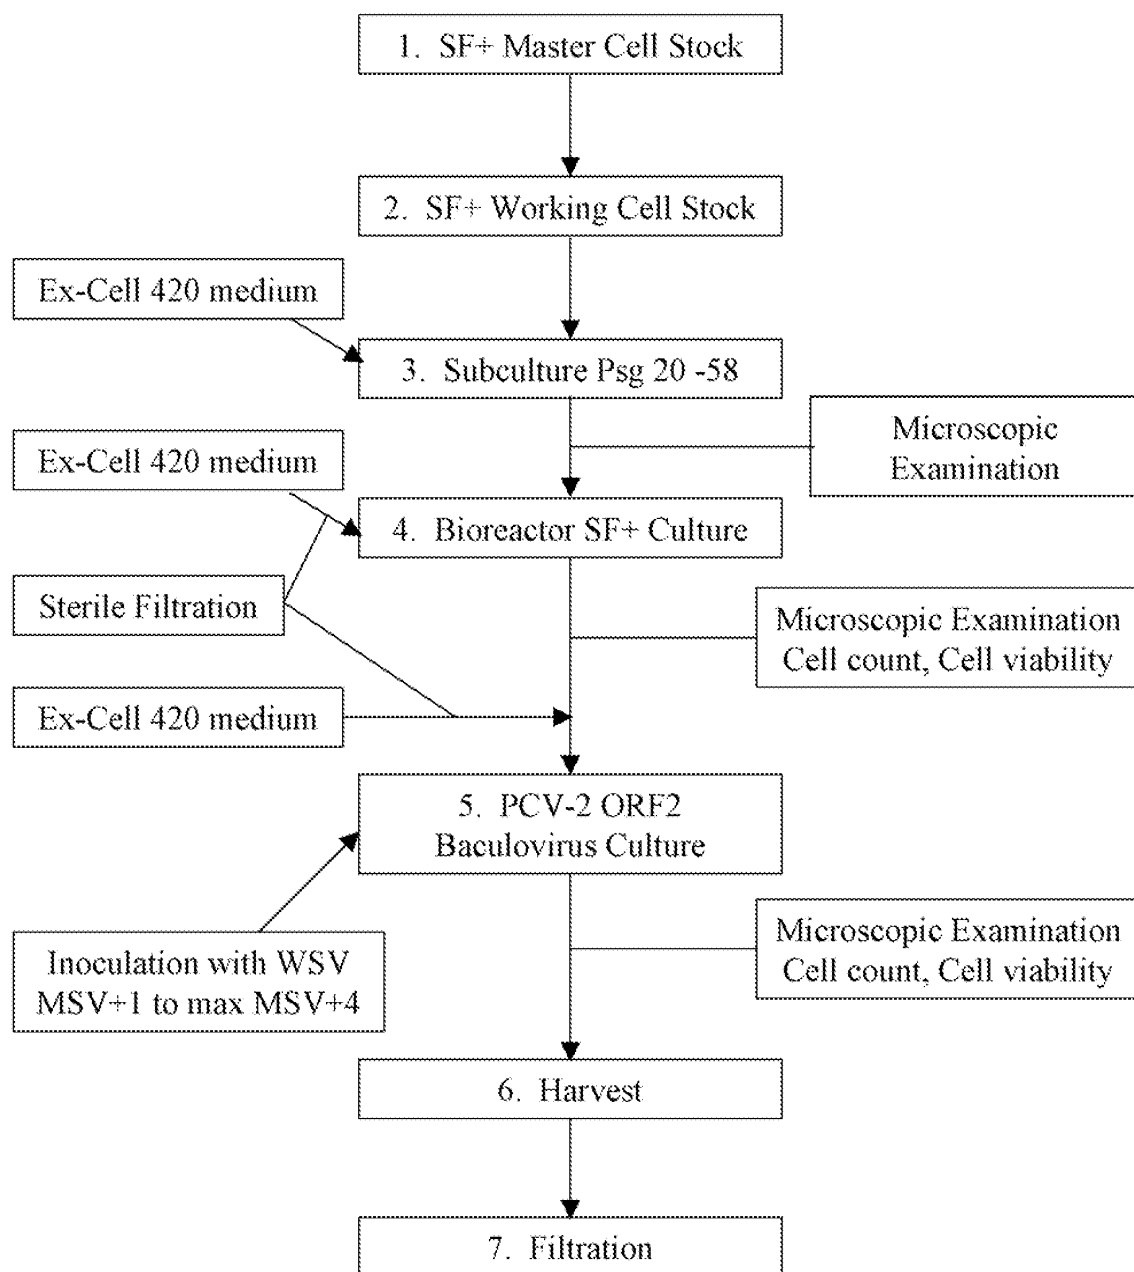 1. SF+ Master Cell Stock
2. SF+ Working Cell Stock
Ex-Cell 420 medium
3. Subculture Psg 20 -58
Microscopic
Examination
Ex-Cell 420 medium
4. Bioreactor SF+ Culture
Sterile Filtration
Microscopic Examination
Cell count, Cell viability
Ex-Cell 420 medium
5. PCV-2 ORF2
Baculovirus Culture
Inoculation with WSV
MSV+1 to max MSV+4
Microscopic Examination
Cell count, Cell viability
6. Harvest
7. Filtration